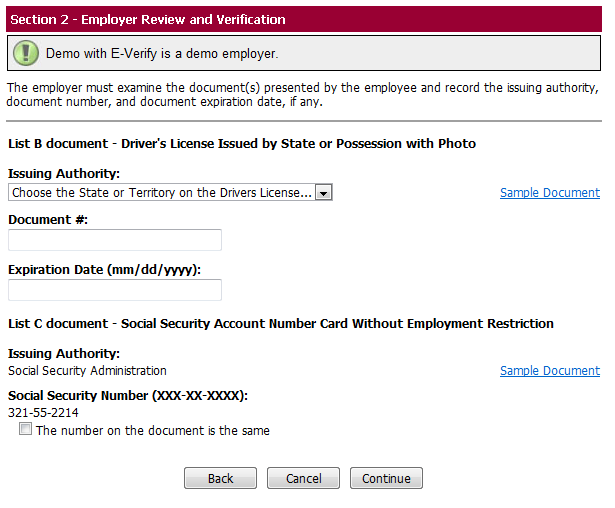 Section 2 - Employer Review and Verification
Demo with E-Verify is a demo employer.
The employer must examine the document(s) presented by the employee and record the issuing authority,
document number, and document expiration date, if any.
List B document - Driver's License Issued by State or Possession with Photo
Issuing Authority:
Choose the State or Territory on the Drivers License... Sample Document
Document #:
Expiration Date (mm/dd/yyyy):
List C document - Social Security Account Number Card Without Employment Restriction
Issuing Authority:
Social Security Administration Sample Document
Social Security Number (XXX-XX-XXXX):
321-55-2214
The number on the document is the same
Back Cancel Continue